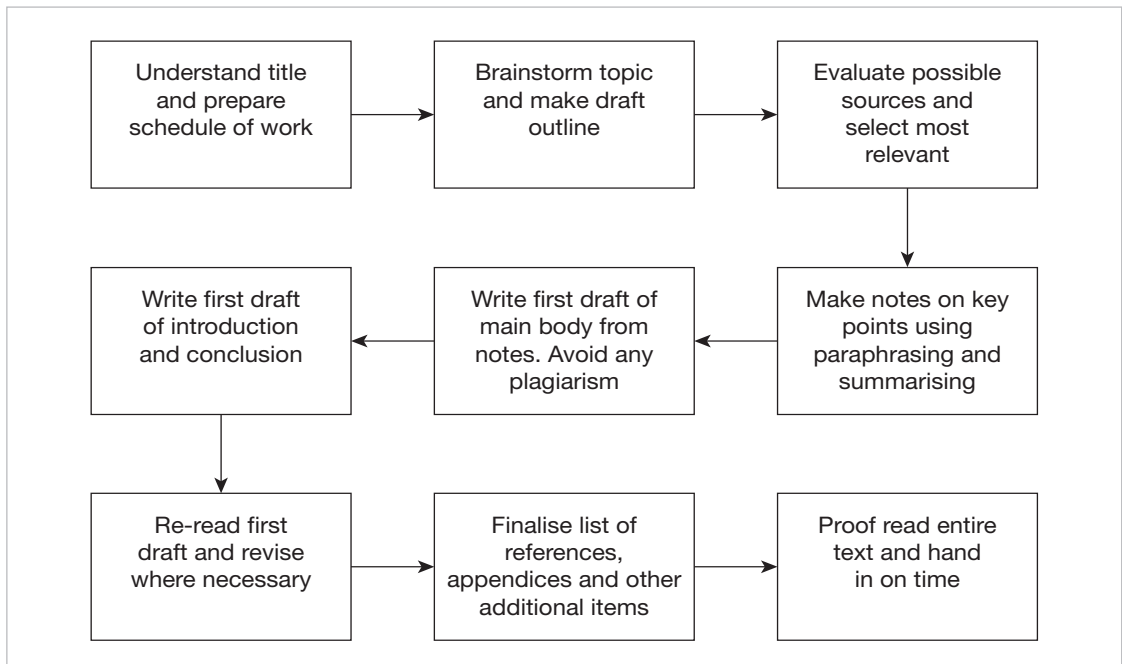 Understand title
and prepare
schedule of work
Brainstorm topic
and make draft
outline
Evaluate possible
sources and
select most
relevant
Make notes on key
points using
paraphrasing and
summarising
Write first draft of
main body from
notes. Avoid any
plagiarism
Write first draft
of introduction
and conclusion
Re-read first
draft and revise
where necessary
Finalise list of
references,
appendices and other
additional items
Proof read entire
text and hand
in on time